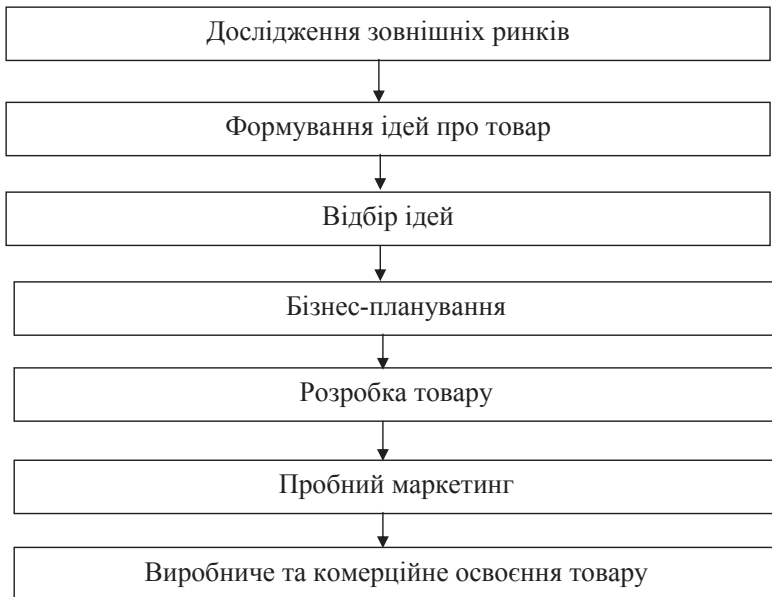 Дослідження зовнішніх ринків
Формування ідей про товар
Відбір ідей
Бізнес-планування
Розробка товару
Пробний маркетинг
Виробниче та комерційне освоєння товару